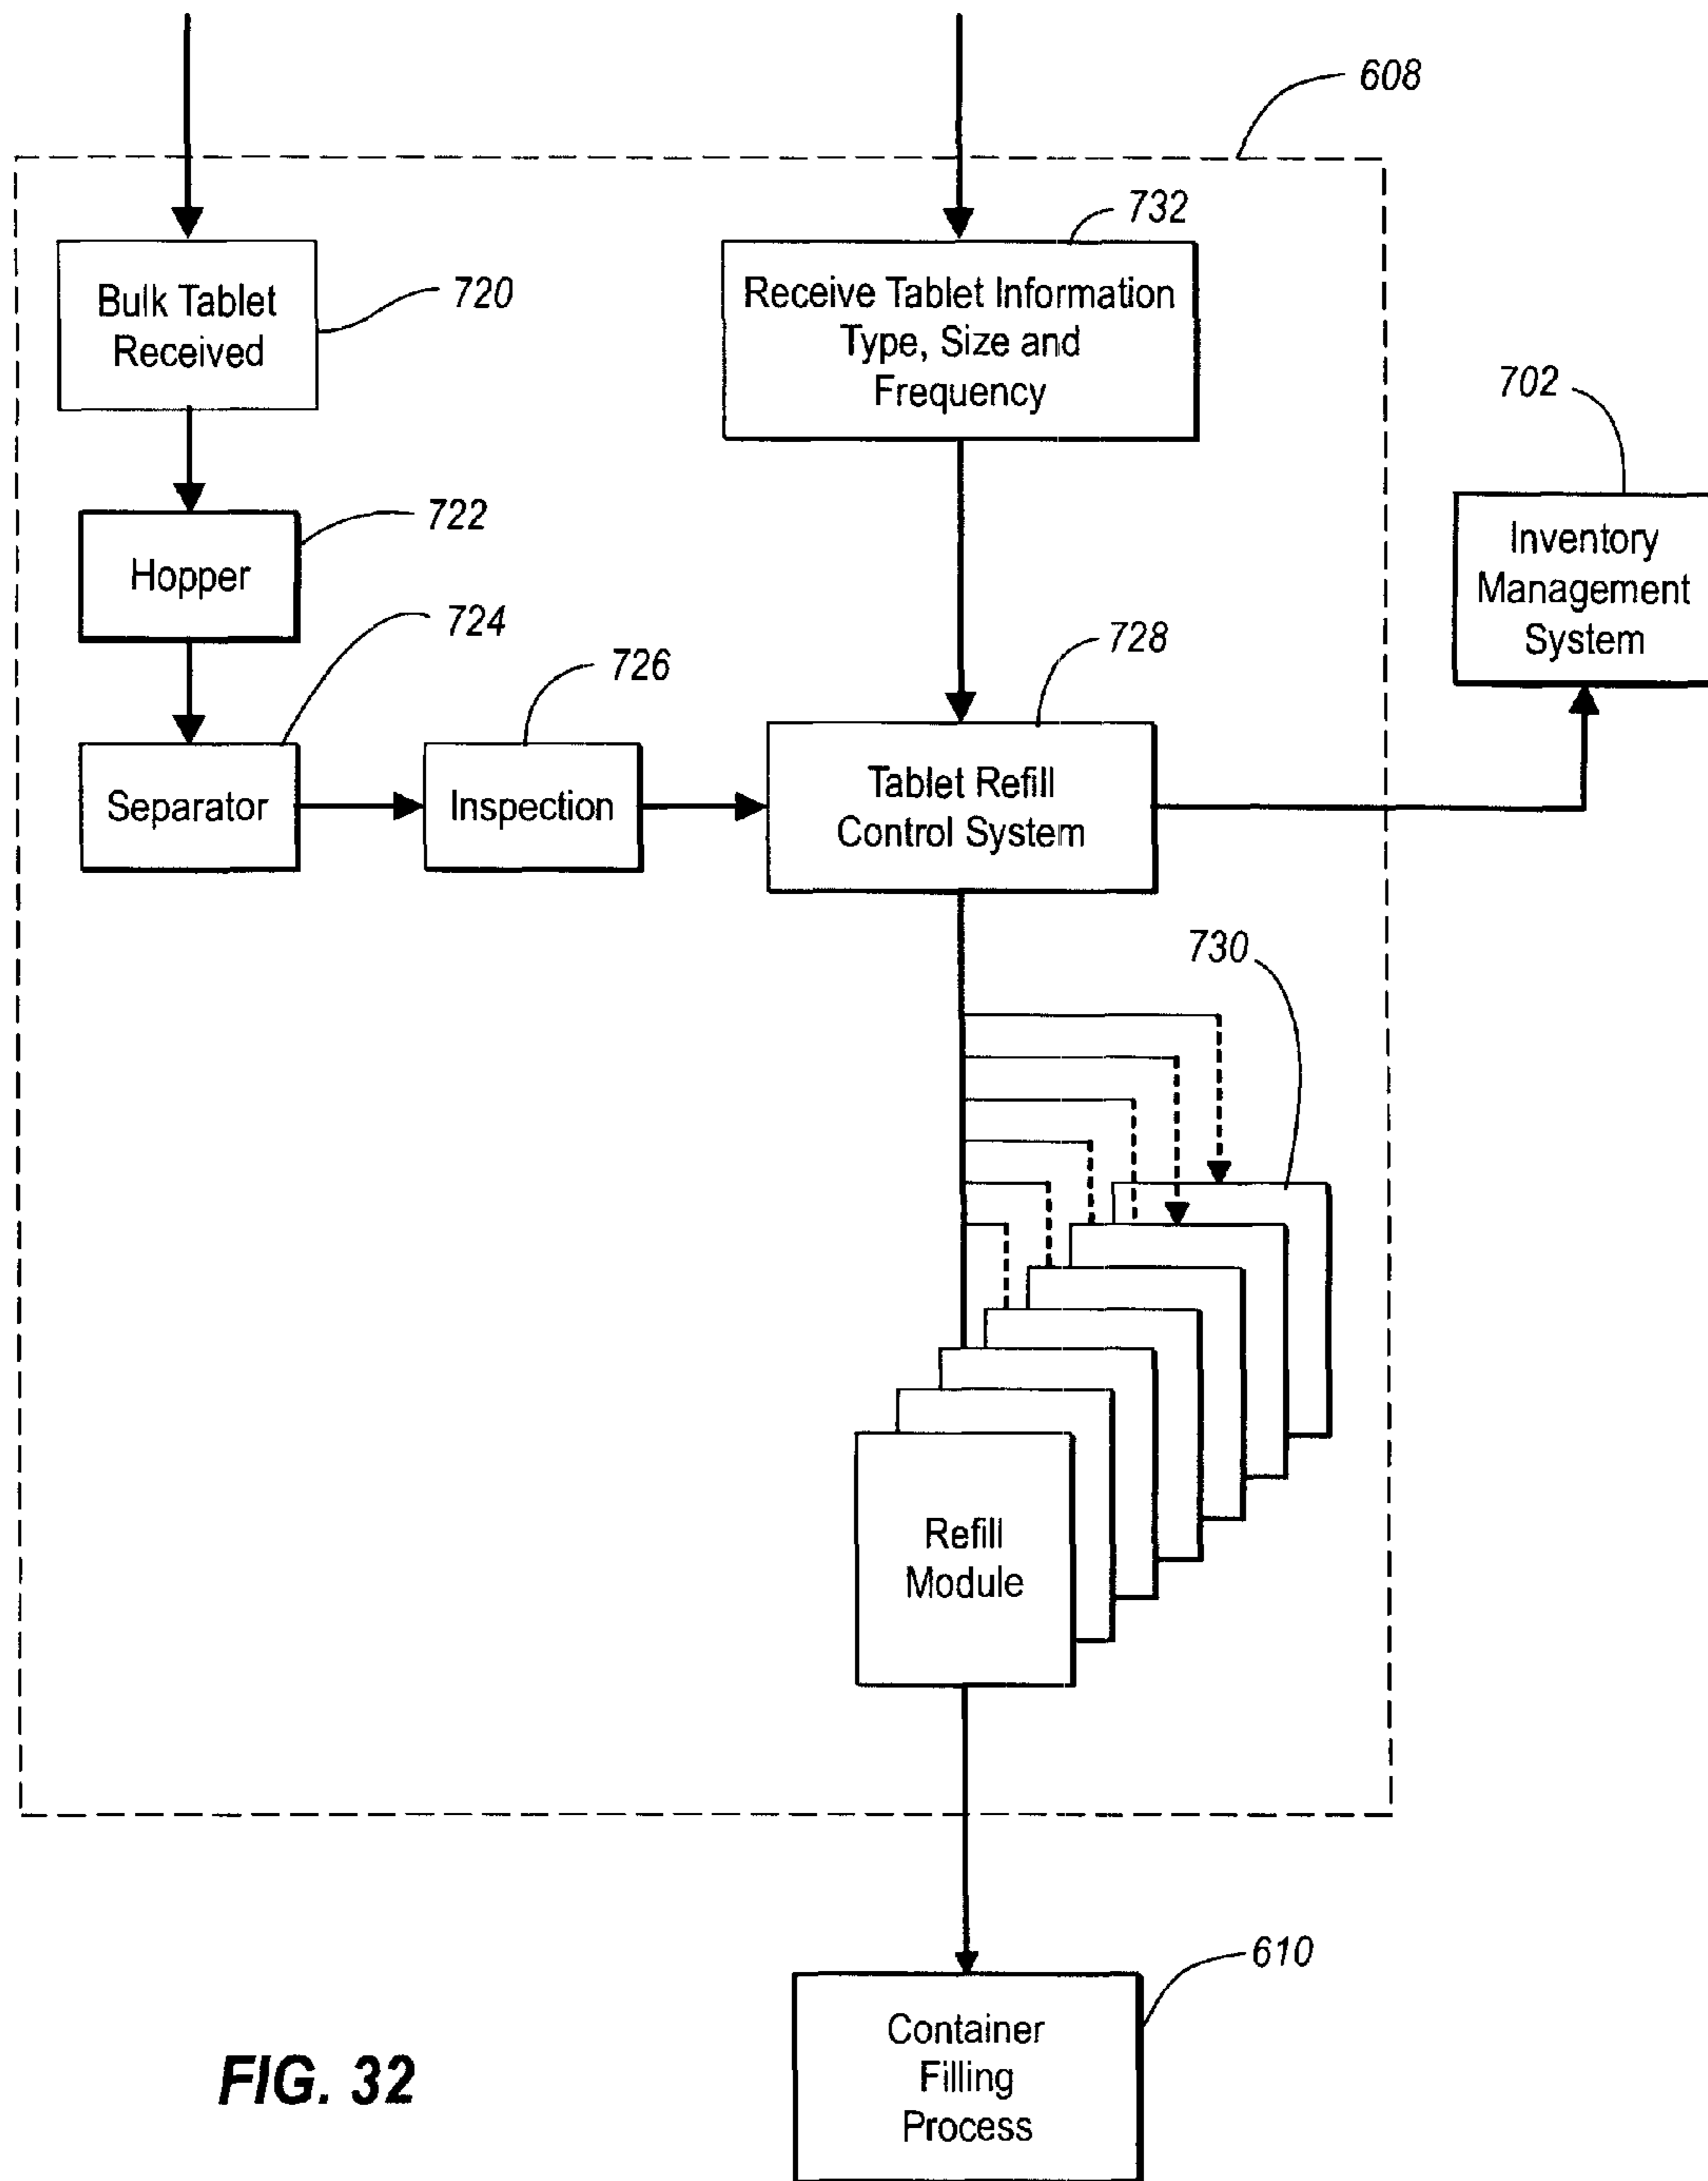 608
732
Bulk Tablet
Received
720
Receive Tablet Information
Type, Size and
Frequency
702
Inventory
Management
System
722
Hopper
724
726
728
Separator
Inspection
Tablet Refill
Control System
730
Refill
Module
610
Container
Filling
Process
FIG. 32